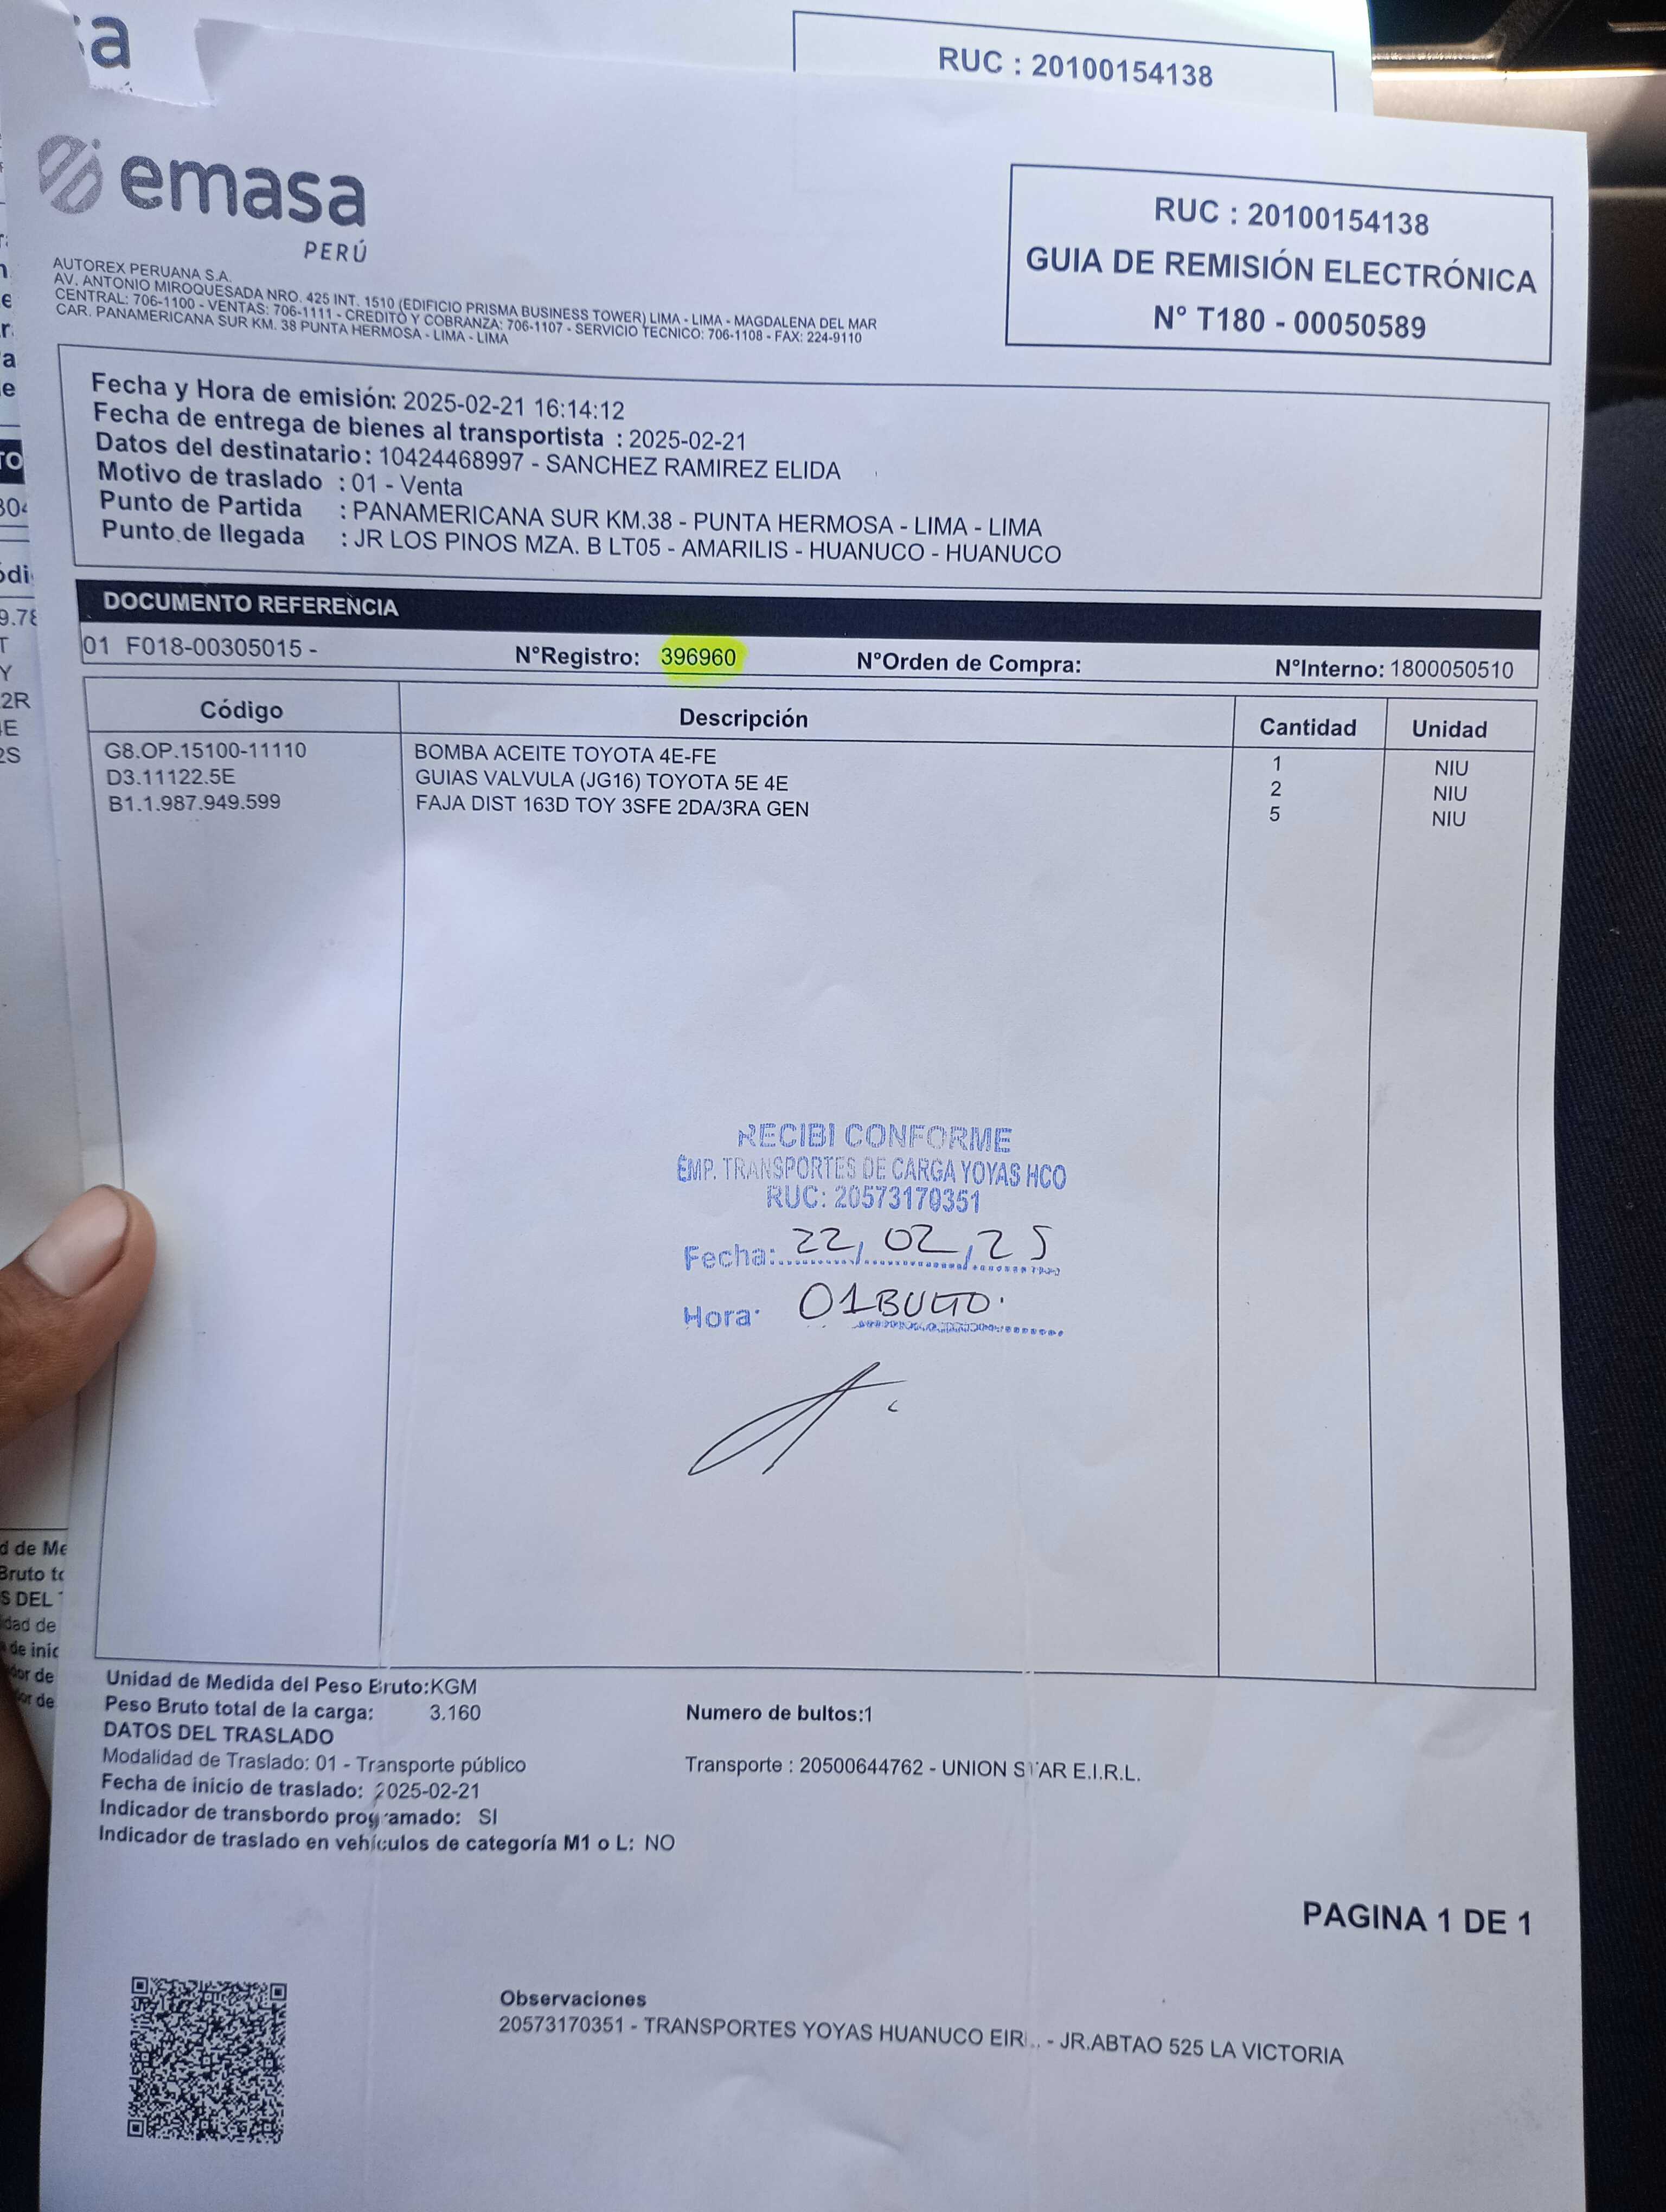 RUC : 20100154138
emasa
PERÚ
AUTOREX PERUANA S.A.
AV. ANTONIO MIROQUESADA NRO. 425 INT. 1510 (EDIFICIO PRISMA BUSINESS TOWER) LIMA - LIMA - MAGDALENA DEL MAR
CENTRAL: 706-1100 - VENTAS: 706-1111 - CREDITO Y COBRANZA: 706-1107 - SERVICIO TECNICO: 706-1108 - FAX: 224-9110
CAR. PANAMERICANA SUR KM. 38 PUNTA HERMOSA - LIMA - LIMA
RUC : 20100154138
GUIA DE REMISIÓN ELECTRÓNICA
N° T180 - 00050589
Fecha y Hora de emisión: 2025-02-21 16:14:12
Fecha de entrega de bienes al transportista : 2025-02-21
Datos del destinatario: 10424468997 - SANCHEZ RAMIREZ ELIDA
Motivo de traslado : 01 - Venta
Punto de Partida : PANAMERICANA SUR KM.38 - PUNTA HERMOSA - LIMA - LIMA
Punto de llegada : JR LOS PINOS MZA. B LT05 - AMARILIS - HUANUCO - HUANUCO
DOCUMENTO REFERENCIA
01 F018-00305015 - N°Registro: 396960 N°Orden de Compra: N°Interno: 1800050510
Código Descripción Cantidad Unidad
G8.OP.15100-11110 BOMBA ACEITE TOYOTA 4E-FE 1 NIU
D3.11122.5E GUIAS VALVULA (JG16) TOYOTA 5E 4E 2 NIU
B1.1.987.949.599 FAJA DIST 163D TOY 3SFE 2DA/3RA GEN 5 NIU
RECIBI CONFORME
EMP. TRANSPORTES DE CARGA YOYAS HCO
RUC: 20573170351
Fecha: 22, 02, 25
Hora: 01 BULTO.
Unidad de Medida del Peso Bruto:KGM
Peso Bruto total de la carga: 3.160 Numero de bultos:1
DATOS DEL TRASLADO
Modalidad de Traslado: 01 - Transporte público Transporte : 20500644762 - UNION STAR E.I.R.L.
Fecha de inicio de traslado: 2025-02-21
Indicador de transbordo programado: SI
Indicador de traslado en vehículos de categoría M1 o L: NO
PAGINA 1 DE 1
Observaciones
20573170351 - TRANSPORTES YOYAS HUANUCO EIRL. - JR.ABTAO 525 LA VICTORIA